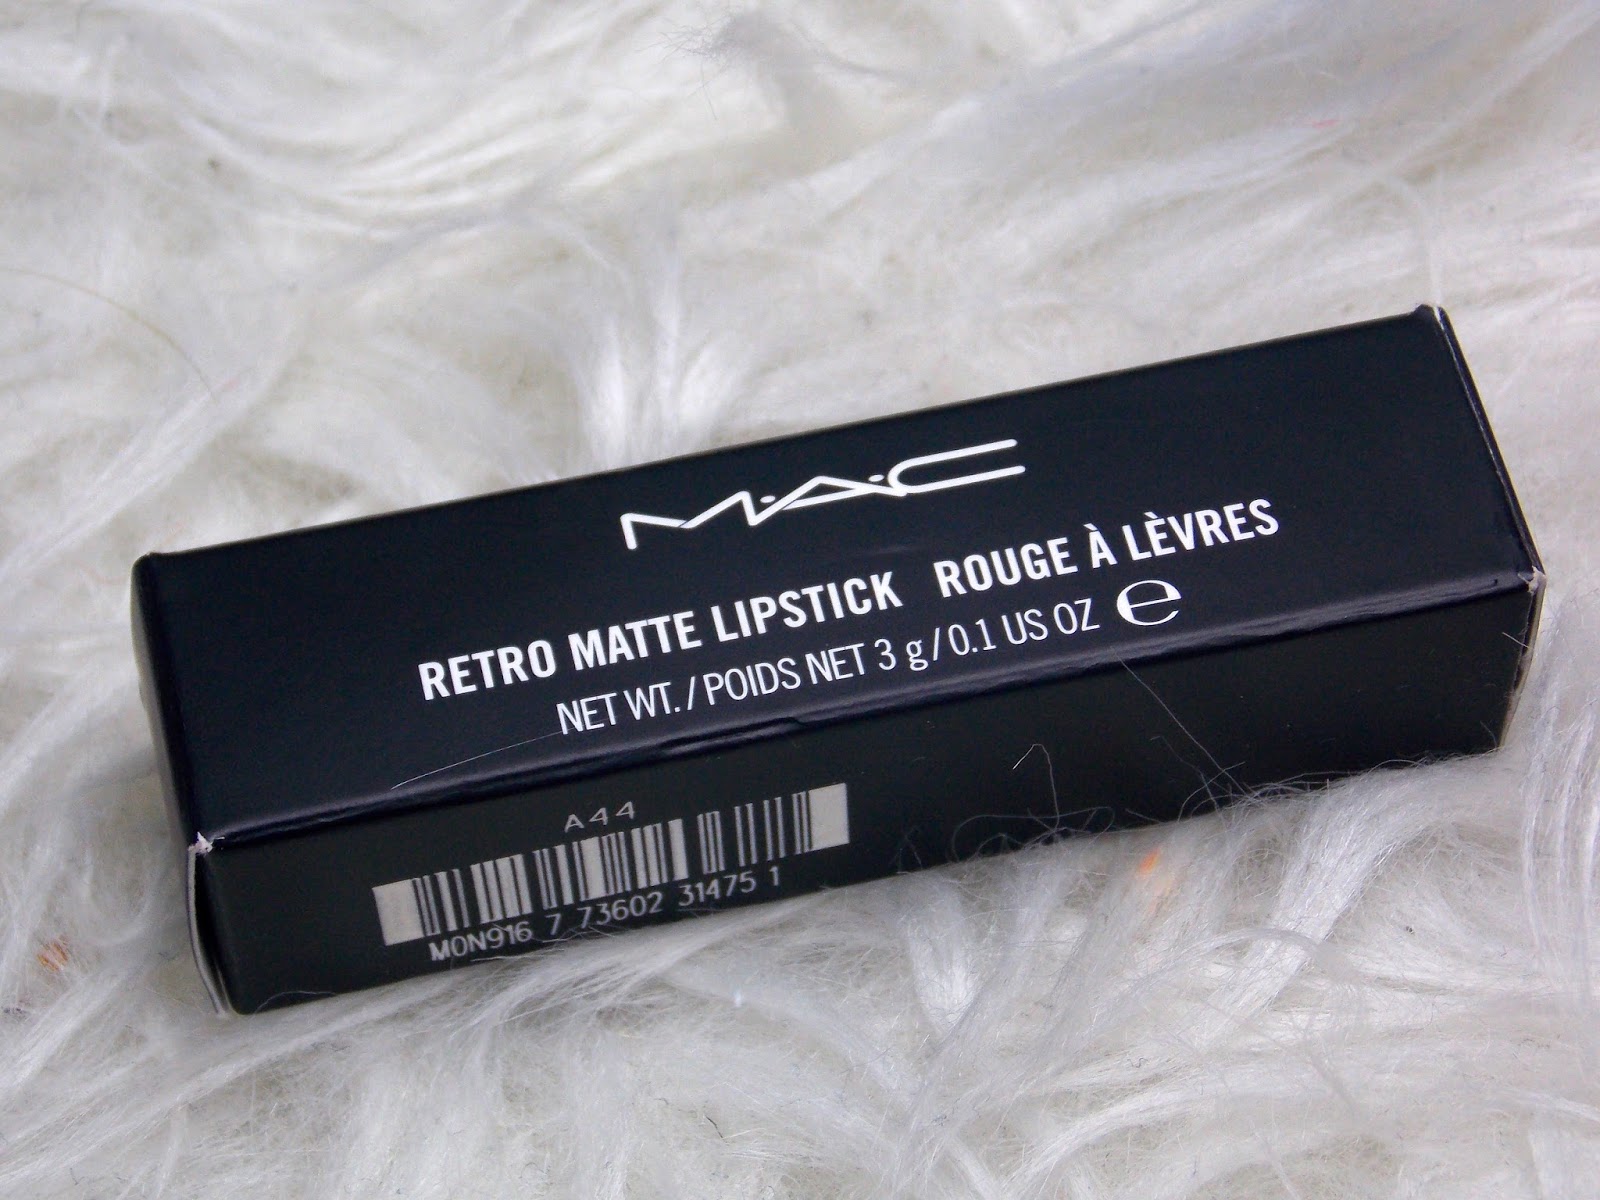 M·A·C
RETRO MATTE LIPSTICK ROUGE À LÈVRES
NET WT. / POIDS NET 3 g / 0.1 US OZ ℮
A44
M0N916 7 73602 31475 1